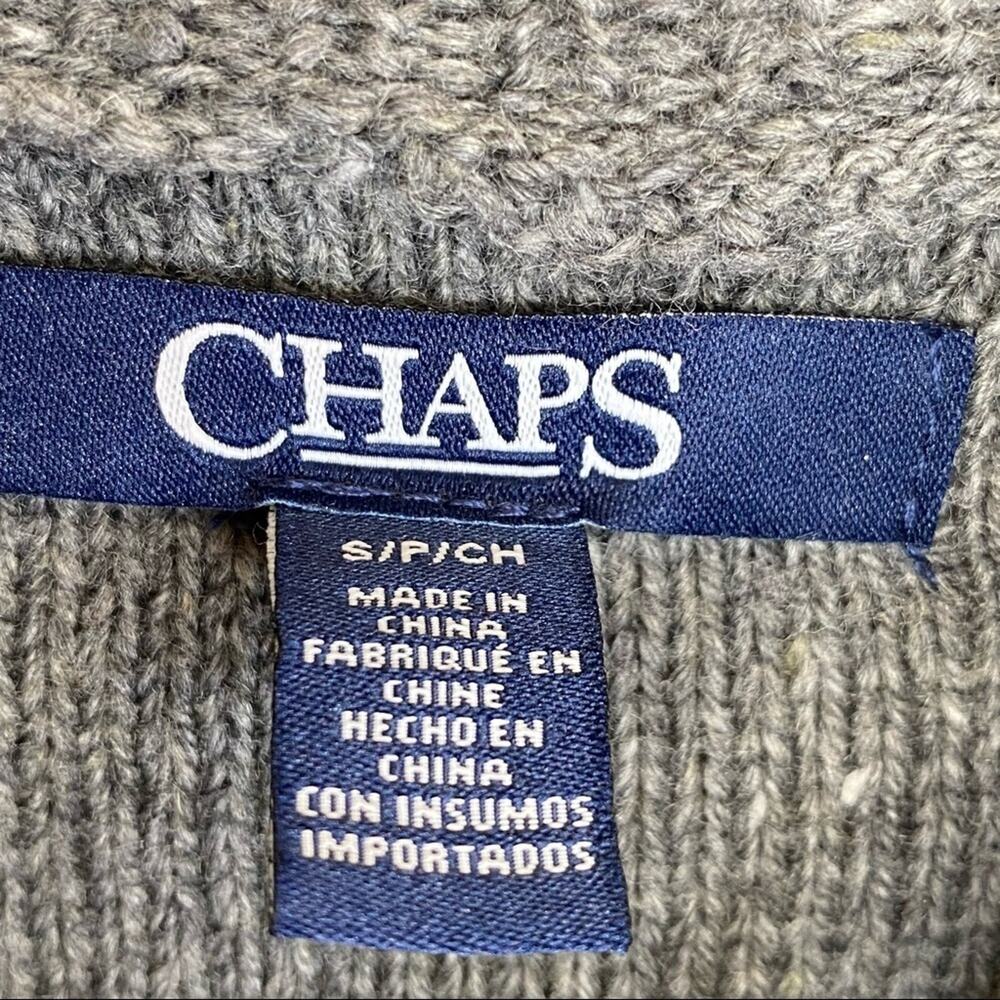 CHAPS
S/P/CH
MADE IN
CHINA
FABRIQUÉ EN
CHINE
HECHO EN
CHINA
CON INSUMOS
IMPORTADOS